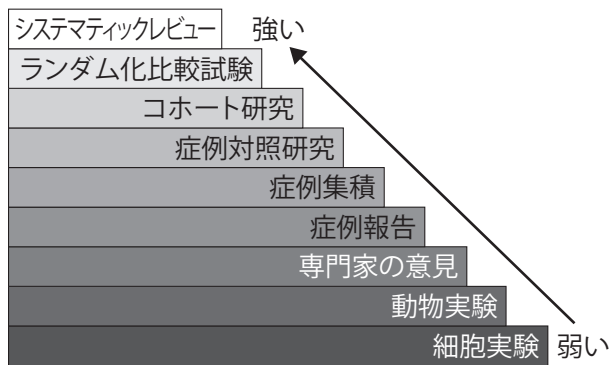 システマティックレビュー
強い
ランダム化比較試験
コホート研究
症例対照研究
症例集積
症例報告
専門家の意見
動物実験
細胞実験
弱い